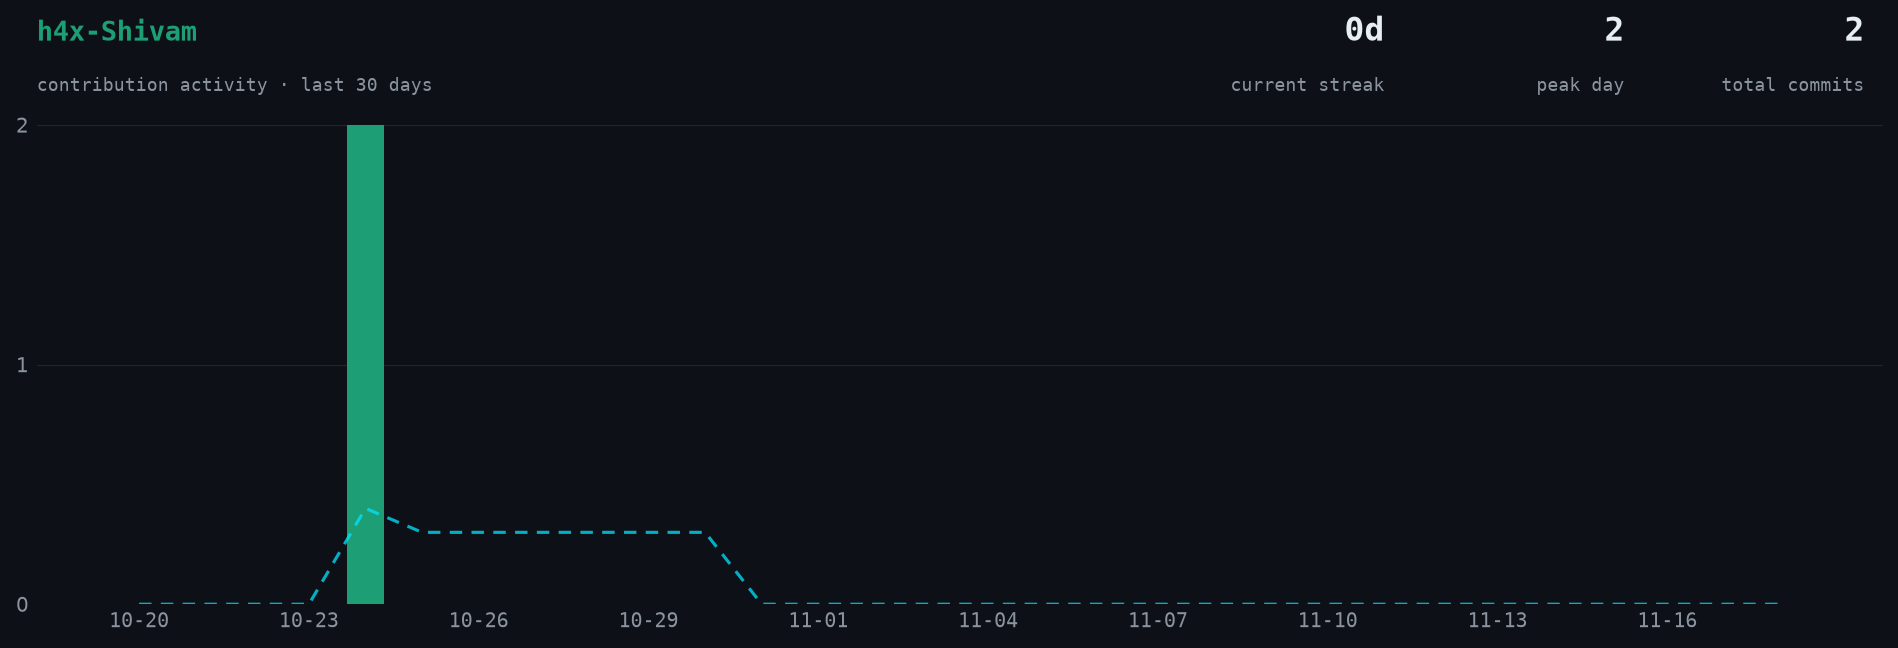 h4x-Shivam
0d 2 2
contribution activity · last 30 days
current streak peak day total commits
2
1
0
10-20 10-23 10-26 10-29 11-01 11-04 11-07 11-10 11-13 11-16